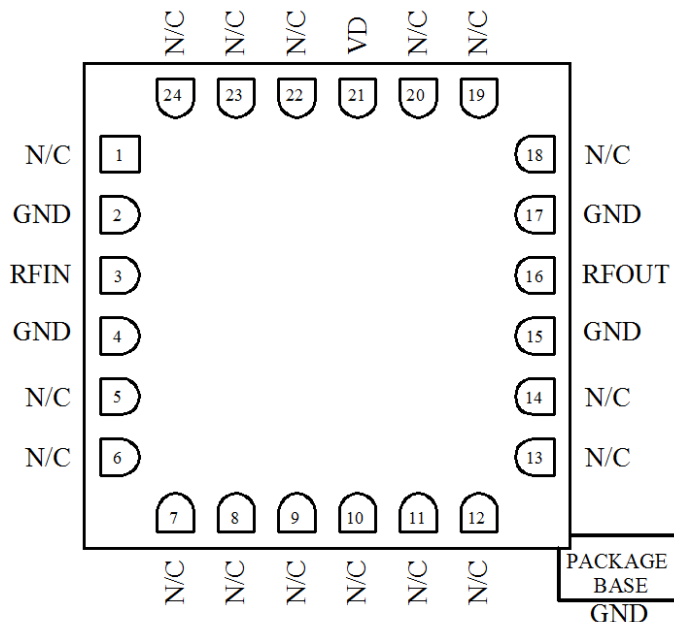 N/C N/C N/C VD N/C N/C
24 23 22 21 20 19
N/C 1 18 N/C
GND 2 17 GND
RFIN 3 16 RFOUT
GND 4 15 GND
N/C 5 14 N/C
N/C 6 13 N/C
7 8 9 10 11 12
N/C N/C N/C N/C N/C N/C
PACKAGE
BASE
GND